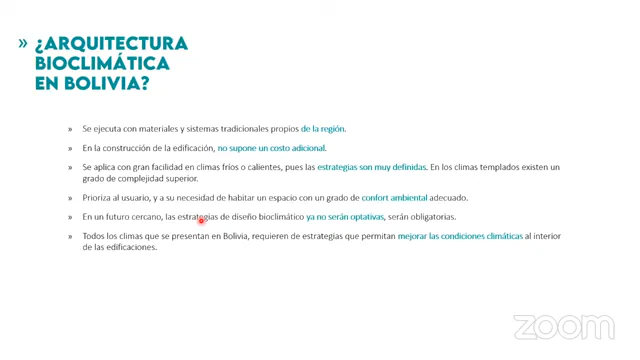 » ¿ARQUITECTURA
BIOCLIMÁTICA
EN BOLIVIA?
» Se ejecuta con materiales y sistemas tradicionales propios de la región.
» En la construcción de la edificación, no supone un costo adicional.
» Se aplica con gran facilidad en climas fríos o calientes, pues las estrategias son muy definidas. En los climas templados existen un
grado de complejidad superior.
» Prioriza al usuario, y a su necesidad de habitar un espacio con un grado de confort ambiental adecuado.
» En un futuro cercano, las estrategias de diseño bioclimático ya no serán optativas, serán obligatorias.
» Todos los climas que se presentan en Bolivia, requieren de estrategias que permitan mejorar las condiciones climáticas al interior
de las edificaciones.
zoom